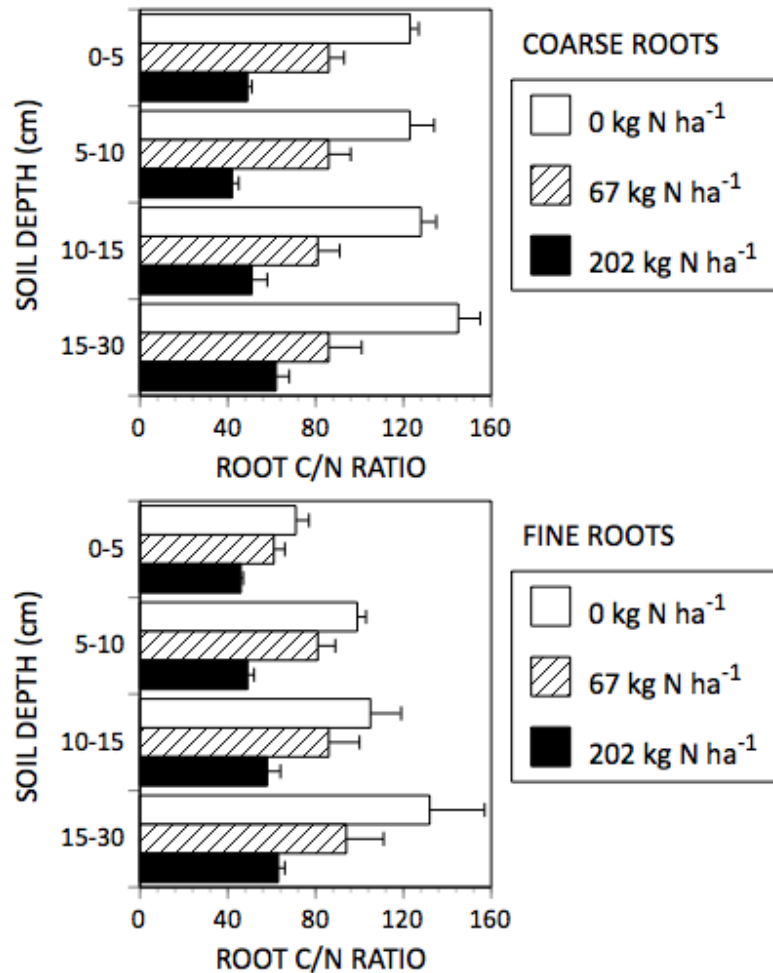 COARSE ROOTS
0 kg N ha⁻¹
67 kg N ha⁻¹
202 kg N ha⁻¹
SOIL DEPTH (cm)
0-5
5-10
10-15
15-30
0 40 80 120 160
ROOT C/N RATIO
FINE ROOTS
0 kg N ha⁻¹
67 kg N ha⁻¹
202 kg N ha⁻¹
SOIL DEPTH (cm)
0-5
5-10
10-15
15-30
0 40 80 120 160
ROOT C/N RATIO